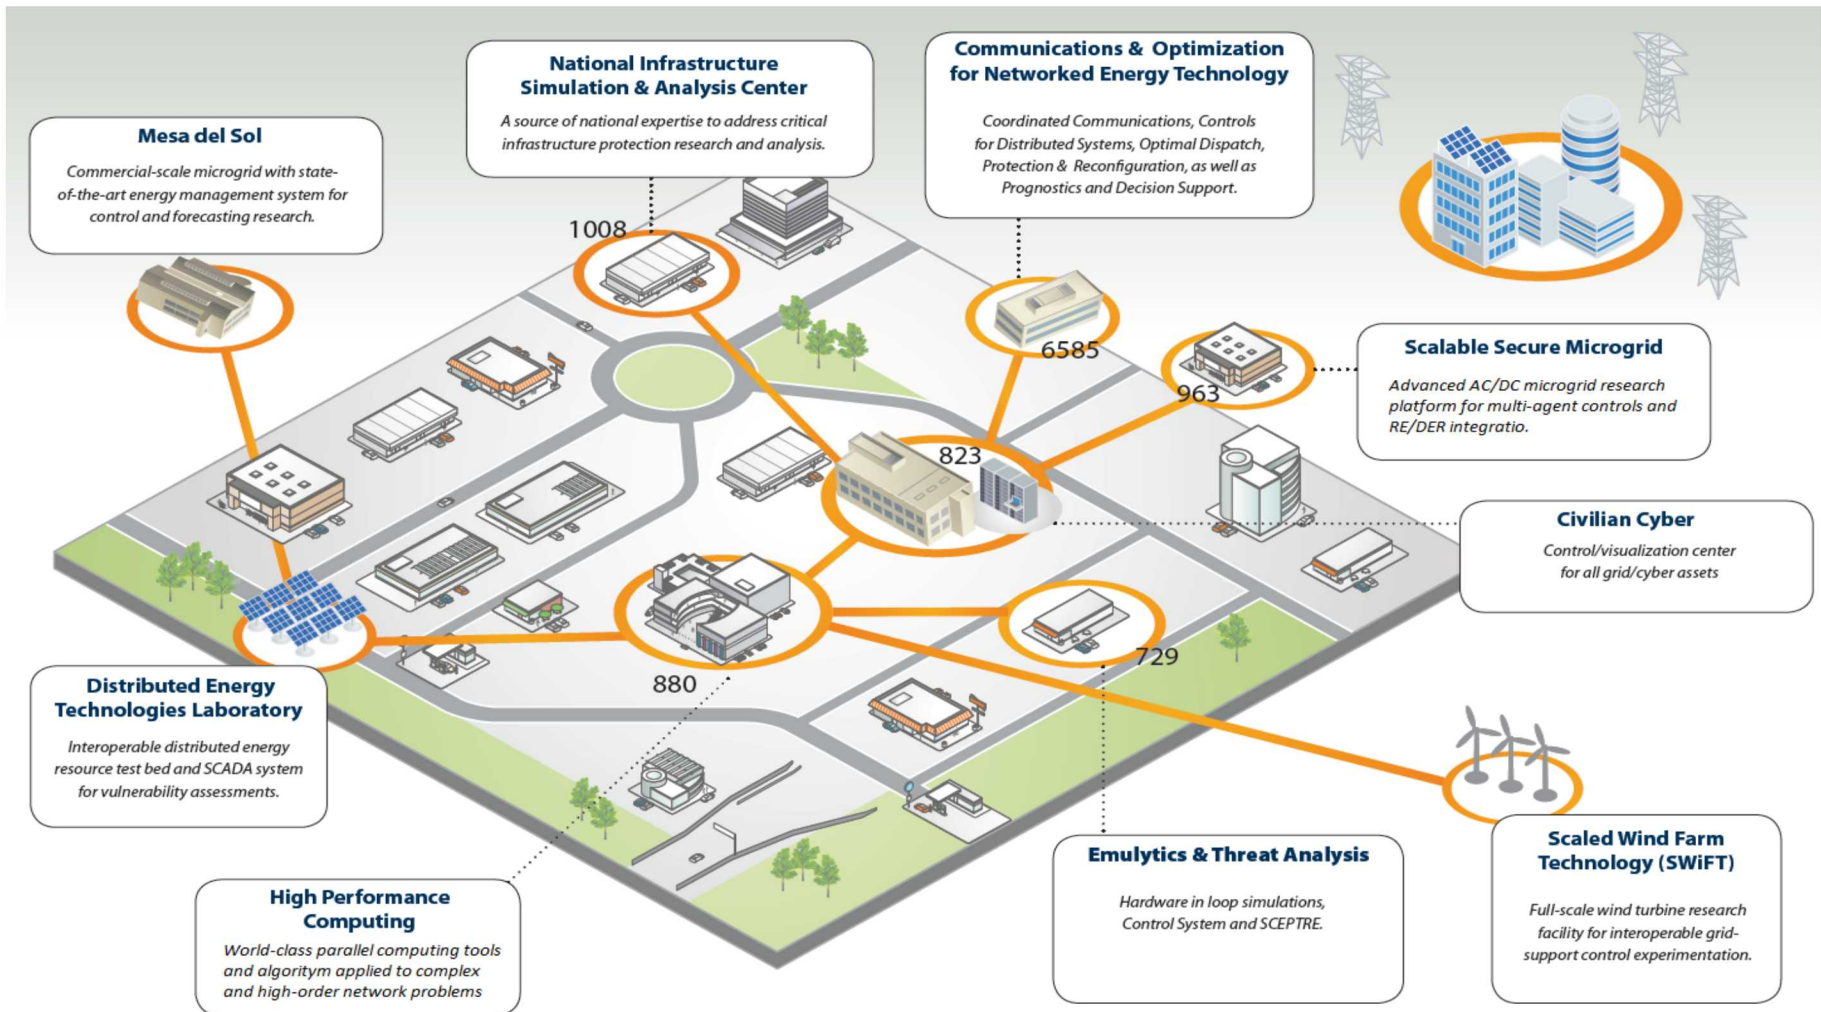 National Infrastructure
Simulation & Analysis Center
A source of national expertise to address critical
infrastructure protection research and analysis.
Communications & Optimization
for Networked Energy Technology
Coordinated Communications, Controls
for Distributed Systems, Optimal Dispatch,
Protection & Reconfiguration, as well as
Prognostics and Decision Support.
Mesa del Sol
Commercial-scale microgrid with state-
of-the-art energy management system for
control and forecasting research.
1008
6585
963
Scalable Secure Microgrid
Advanced AC/DC microgrid research
platform for multi-agent controls and
RE/DER integratio.
823
Civilian Cyber
Control/visualization center
for all grid/cyber assets
729
880
Distributed Energy
Technologies Laboratory
Interoperable distributed energy
resource test bed and SCADA system
for vulnerability assessments.
High Performance
Computing
World-class parallel computing tools
and algoritym applied to complex
and high-order network problems
Emulytics & Threat Analysis
Hardware in loop simulations,
Control System and SCEPTRE.
Scaled Wind Farm
Technology (SWiFT)
Full-scale wind turbine research
facility for interoperable grid-
support control experimentation.